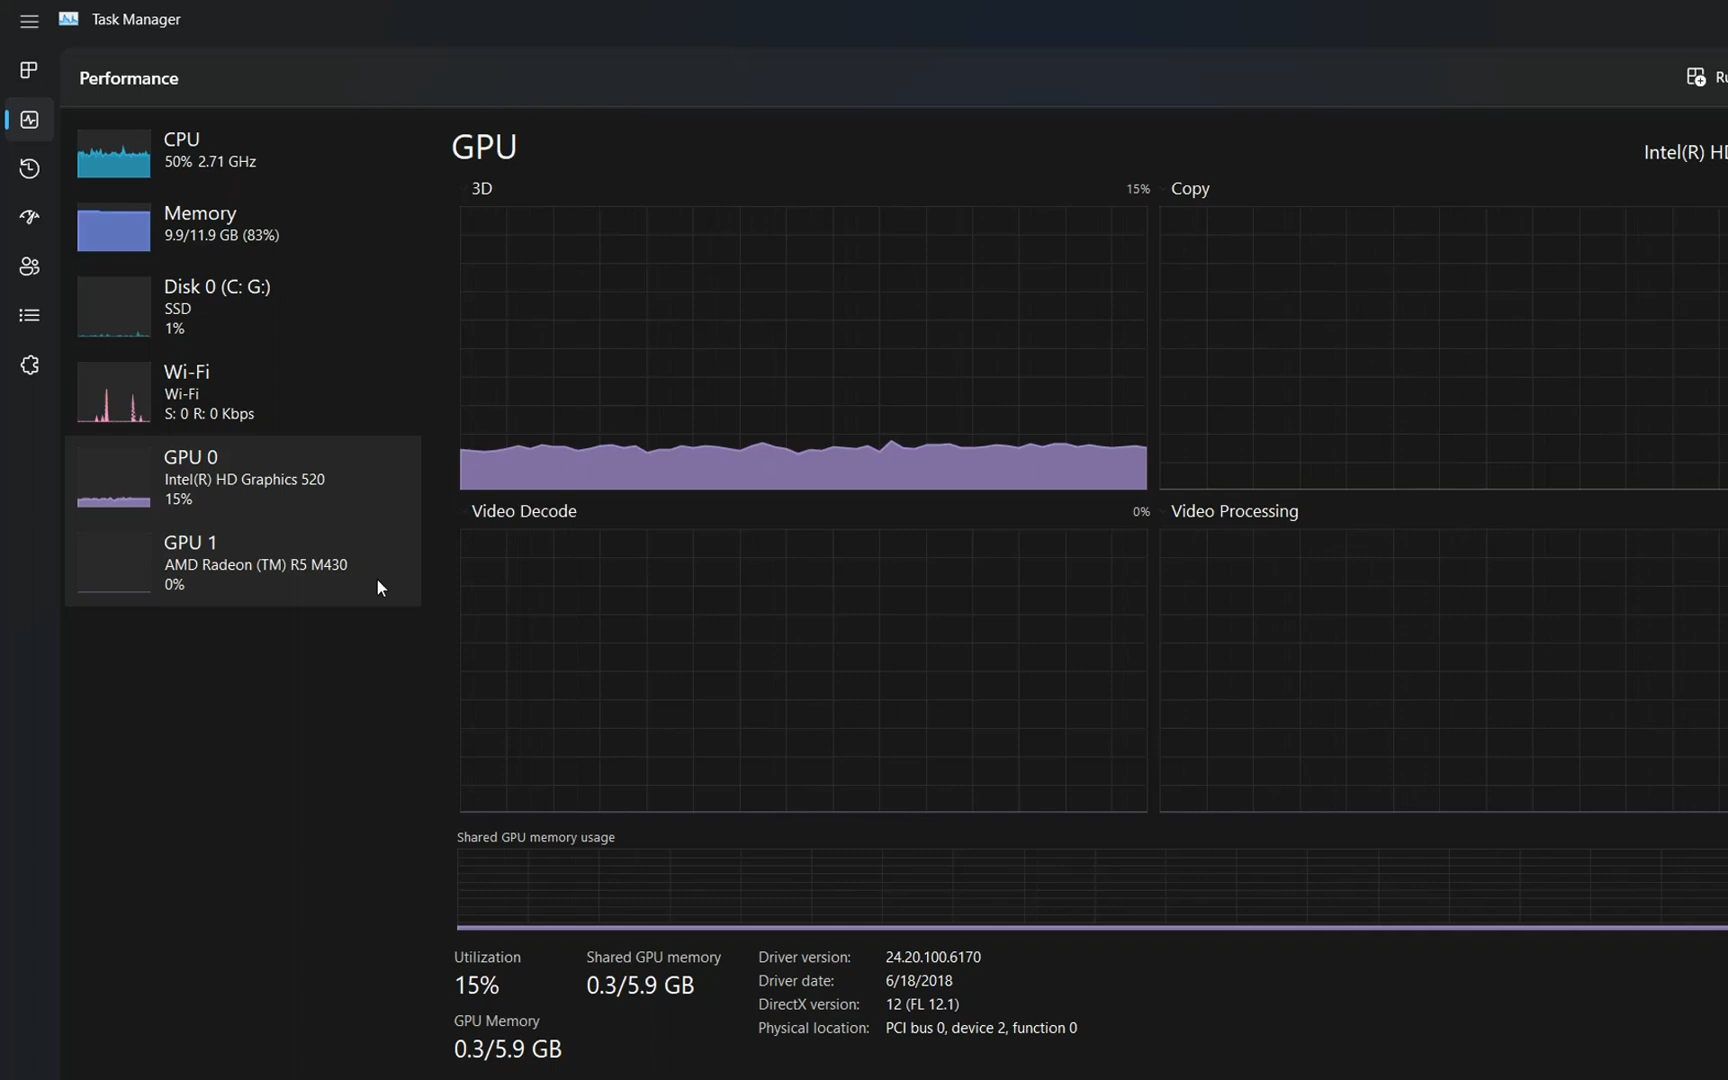 Task Manager
Performance
CPU
50% 2.71 GHz
Memory
9.9/11.9 GB (83%)
Disk 0 (C: G:)
SSD
1%
Wi-Fi
Wi-Fi
S: 0 R: 0 Kbps
GPU 0
Intel(R) HD Graphics 520
15%
GPU 1
AMD Radeon (TM) R5 M430
0%
GPU
Intel(R) HD
3D 15%
Copy
Video Decode 0%
Video Processing
Shared GPU memory usage
Utilization
15%
Shared GPU memory
0.3/5.9 GB
GPU Memory
0.3/5.9 GB
Driver version: 24.20.100.6170
Driver date: 6/18/2018
DirectX version: 12 (FL 12.1)
Physical location: PCI bus 0, device 2, function 0